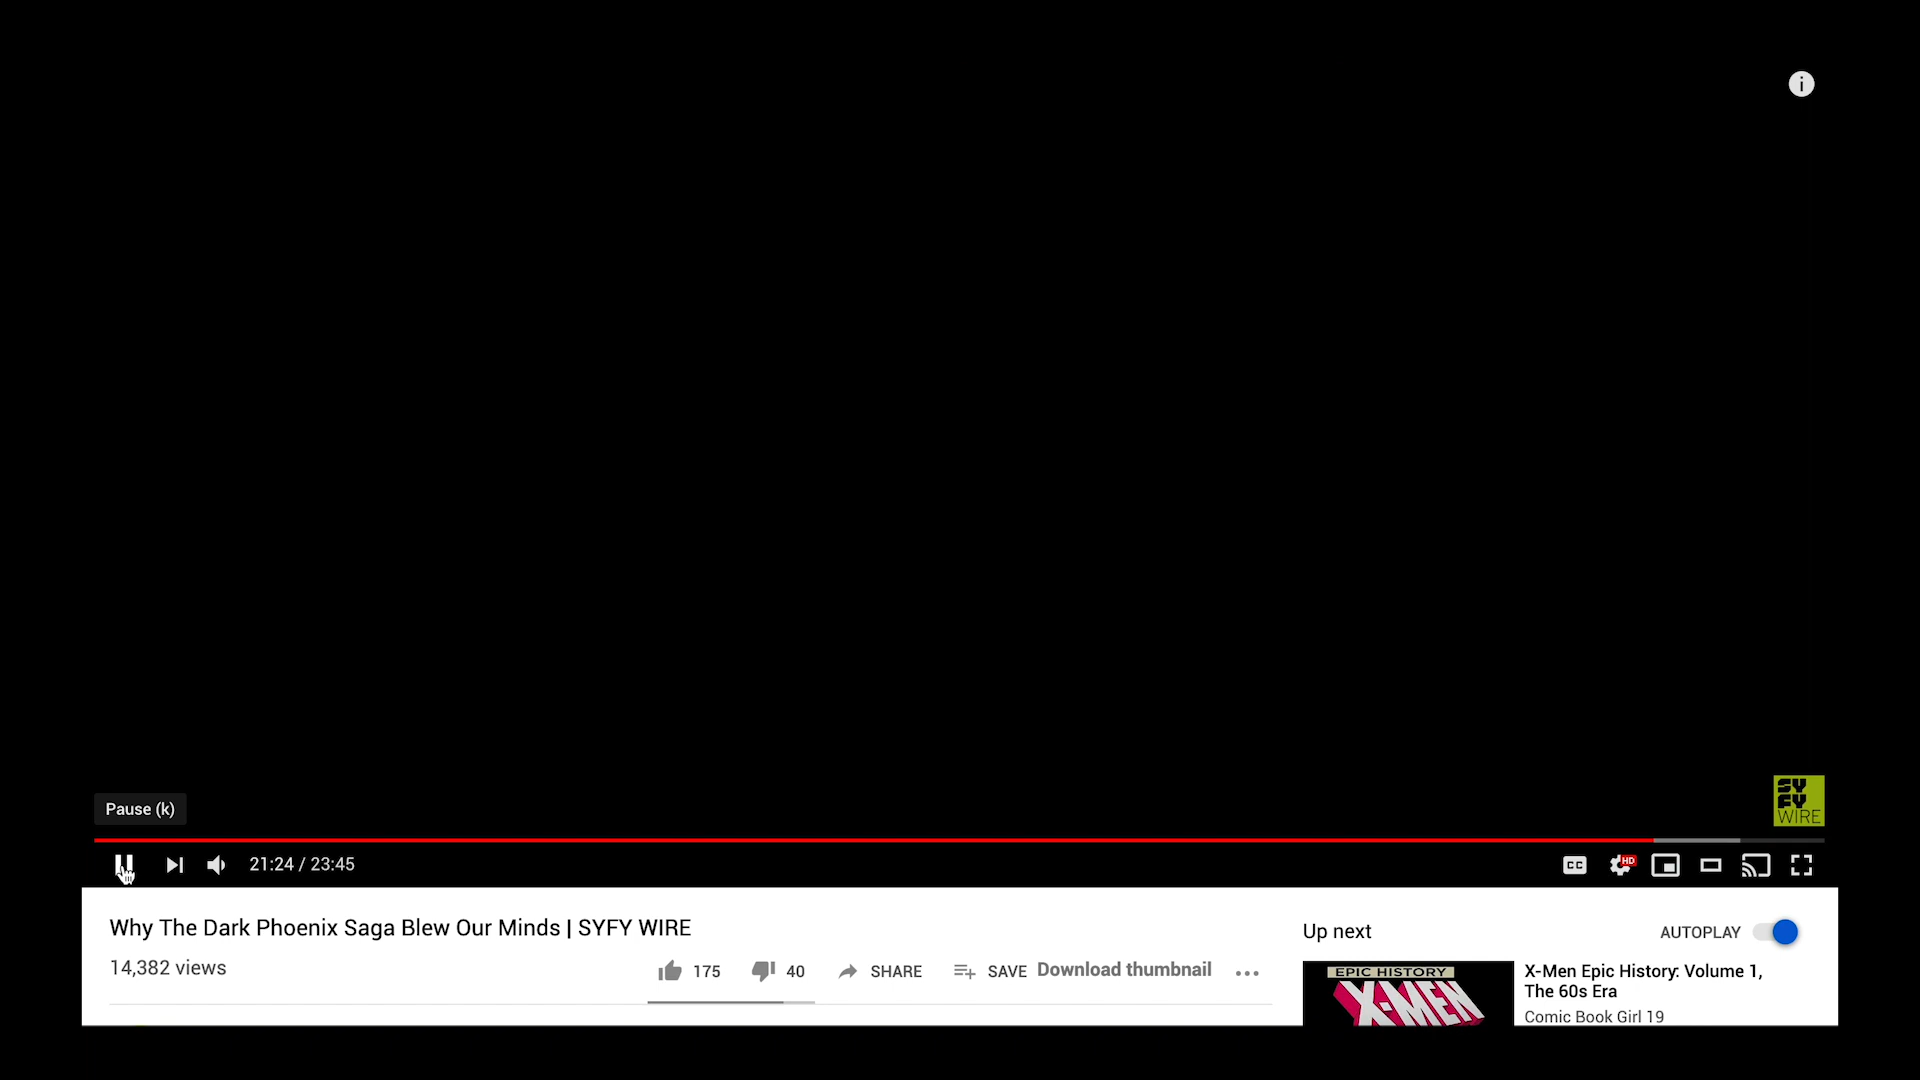 i
SY
FY
WIRE
Pause (k)
21:24 / 23:45
CC
HD
Why The Dark Phoenix Saga Blew Our Minds | SYFY WIRE
14,382 views
175
40
SHARE
SAVE
Download thumbnail
Up next
AUTOPLAY
EPIC HISTORY
X-MEN
X-Men Epic History: Volume 1,
The 60s Era
Comic Book Girl 19